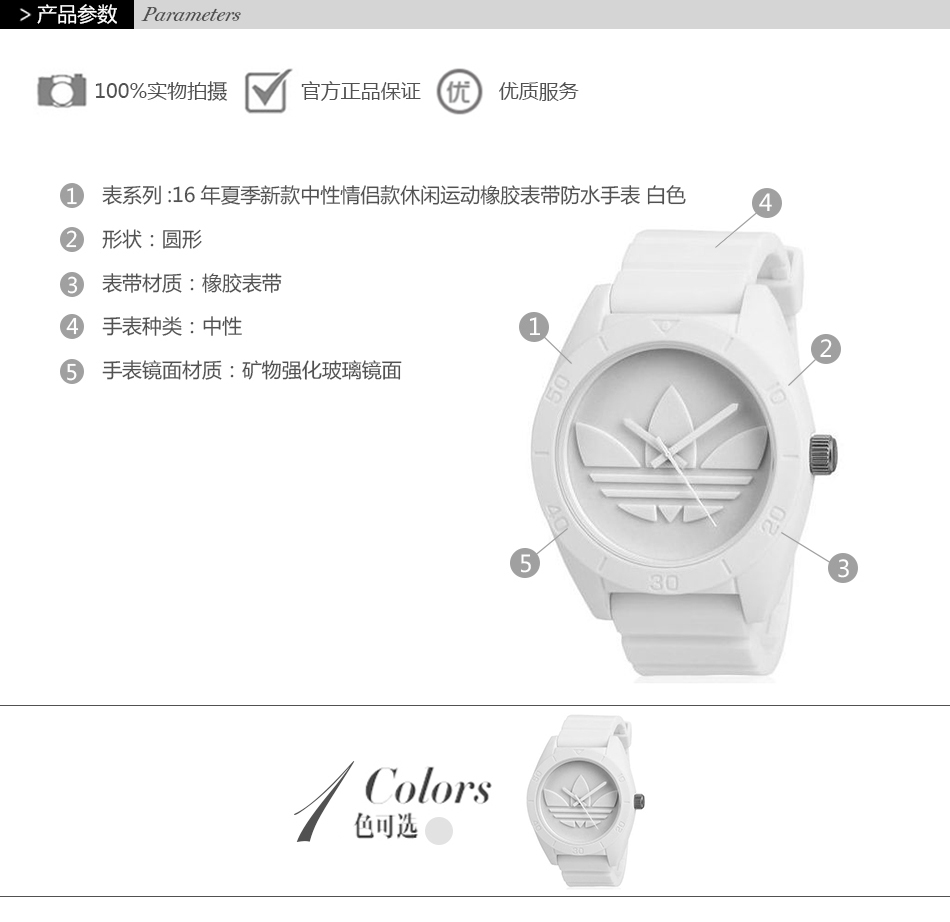 > 产品参数 Parameters
100%实物拍摄 官方正品保证 优 优质服务
1 表系列 :16 年夏季新款中性情侣款休闲运动橡胶表带防水手表 白色
2 形状：圆形
3 表带材质：橡胶表带
4 手表种类：中性
5 手表镜面材质：矿物强化玻璃镜面
4
1
2
50
10
40
20
5
3
30
1 Colors
色可选